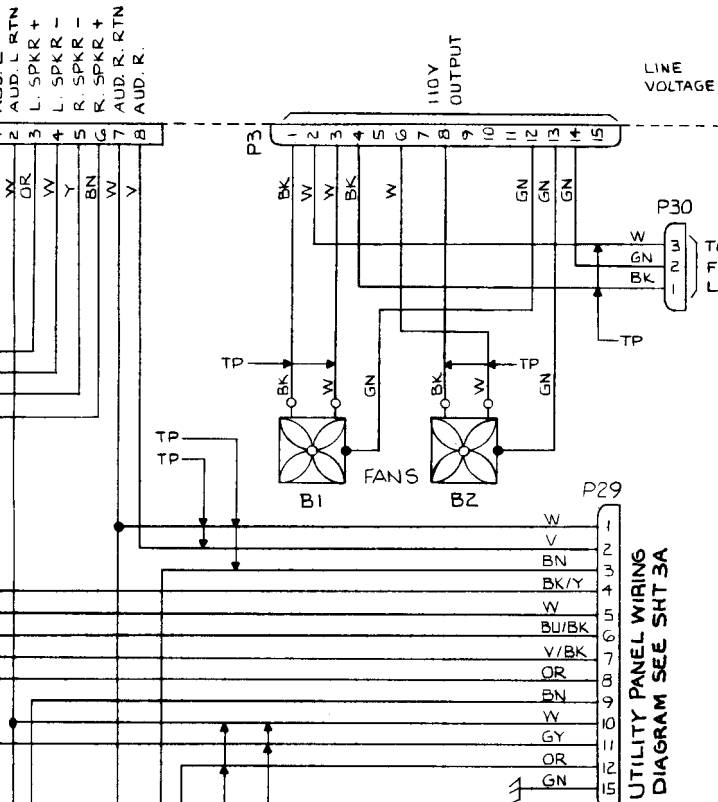 AUD. L RTN
L. SPKR +
L. SPKR -
R. SPKR -
R. SPKR +
AUD. R. RTN
AUD. R.
2 3 4 5 6 7 8
W OR W Y BN W V
110V
OUTPUT
LINE
VOLTAGE
P3
1 2 3 4 5 6 7 8 9 10 11 12 13 14 15
BK W W BK W GN GN GN
P30
W 3
GN 2
BK 1
TP
TP
TP
BK W GN BK W GN
FANS
B1
B2
TP
TP
P29
W 1
V 2
BN 3
BK/Y 4
W 5
BU/BK 6
V/BK 7
OR 8
BN 9
W 10
GY 11
OR 12
GN 15
UTILITY PANEL WIRING
DIAGRAM SEE SHT 3A